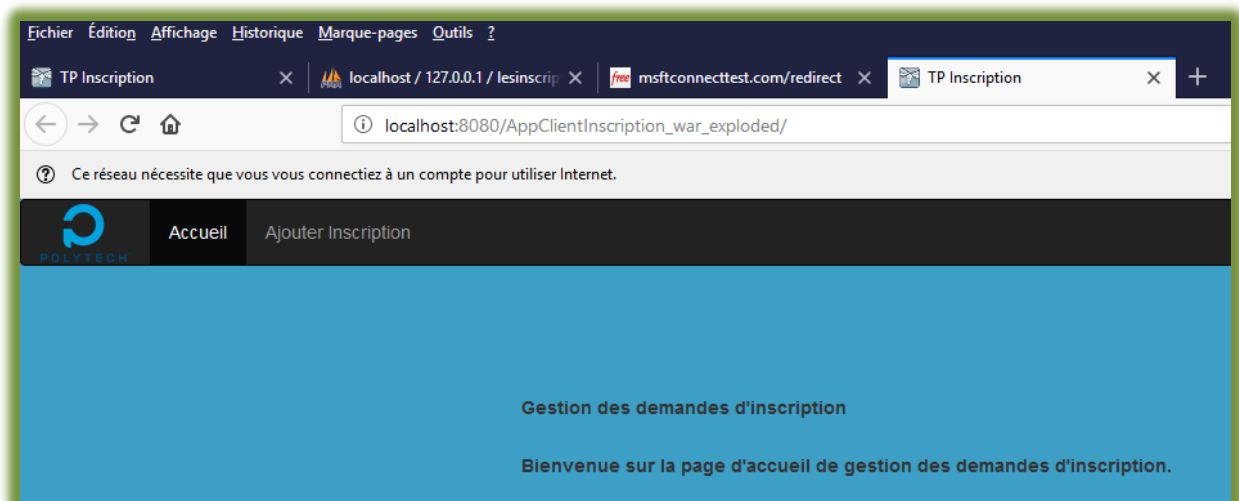 Fichier Édition Affichage Historique Marque-pages Outils ?
TP Inscription localhost / 127.0.0.1 / lesinscrip free msftconnecttest.com/redirect TP Inscription
localhost:8080/AppClientInscription_war_exploded/
Ce réseau nécessite que vous vous connectiez à un compte pour utiliser Internet.
POLYTECH Accueil Ajouter Inscription
Gestion des demandes d'inscription
Bienvenue sur la page d'accueil de gestion des demandes d'inscription.